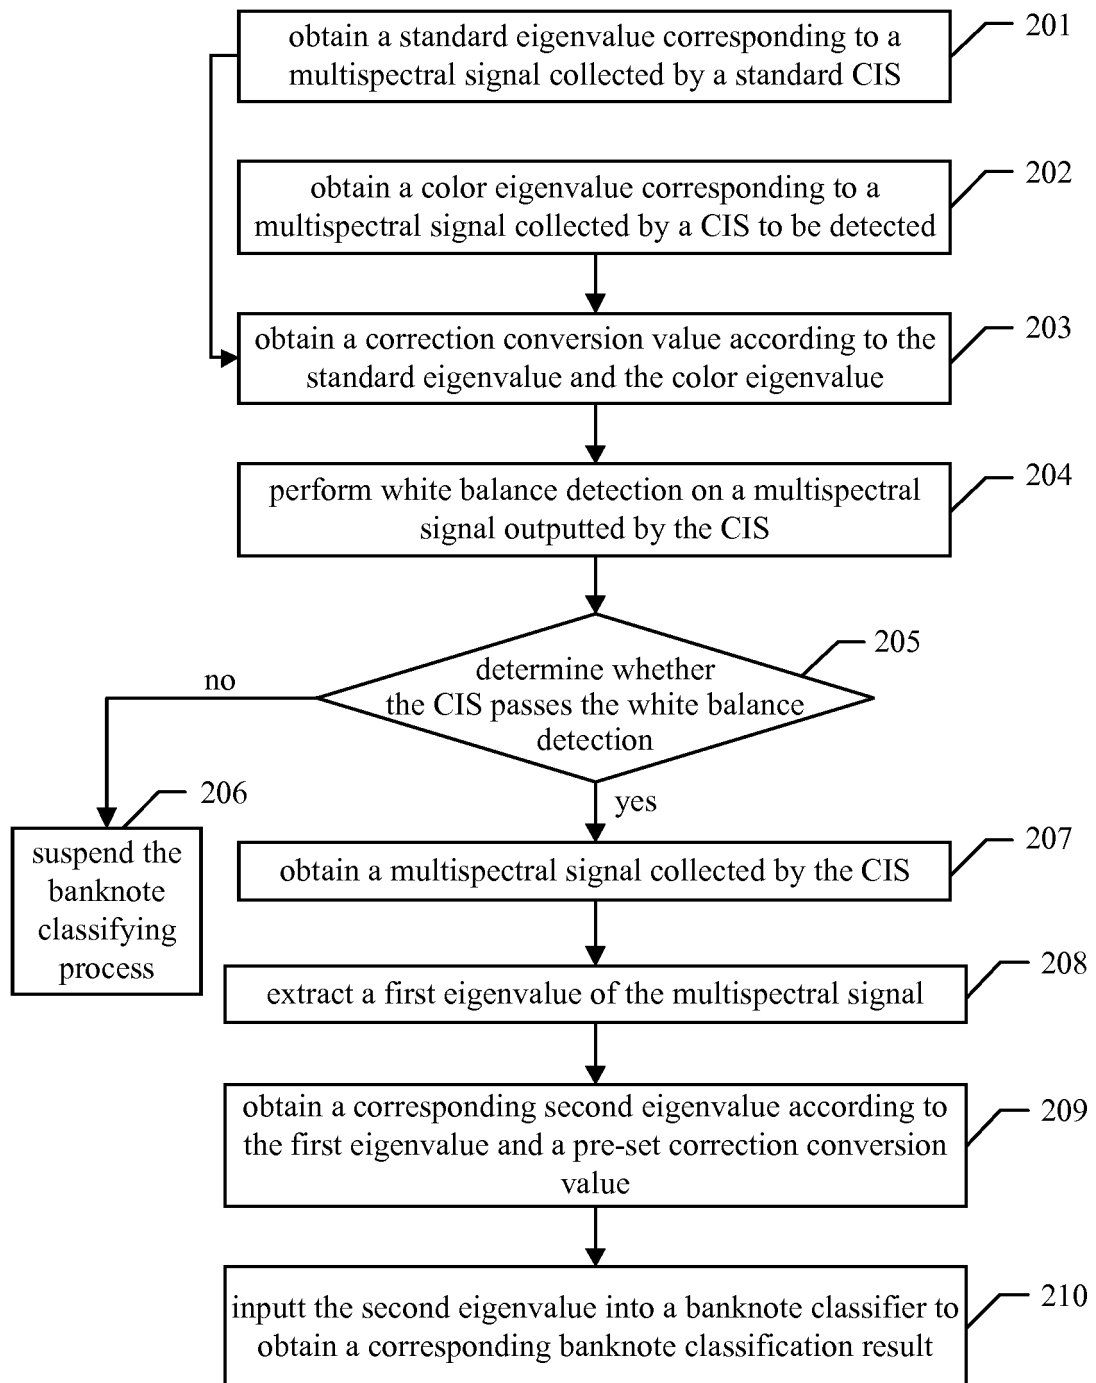 obtain a standard eigenvalue corresponding to a
multispectral signal collected by a standard CIS
201
obtain a color eigenvalue corresponding to a
multispectral signal collected by a CIS to be detected
202
obtain a correction conversion value according to the
standard eigenvalue and the color eigenvalue
203
perform white balance detection on a multispectral
signal outputted by the CIS
204
determine whether
the CIS passes the white balance
detection
205
no
yes
206
suspend the
banknote
classifying
process
obtain a multispectral signal collected by the CIS
207
extract a first eigenvalue of the multispectral signal
208
obtain a corresponding second eigenvalue according to
the first eigenvalue and a pre-set correction conversion
value
209
inputt the second eigenvalue into a banknote classifier to
obtain a corresponding banknote classification result
210